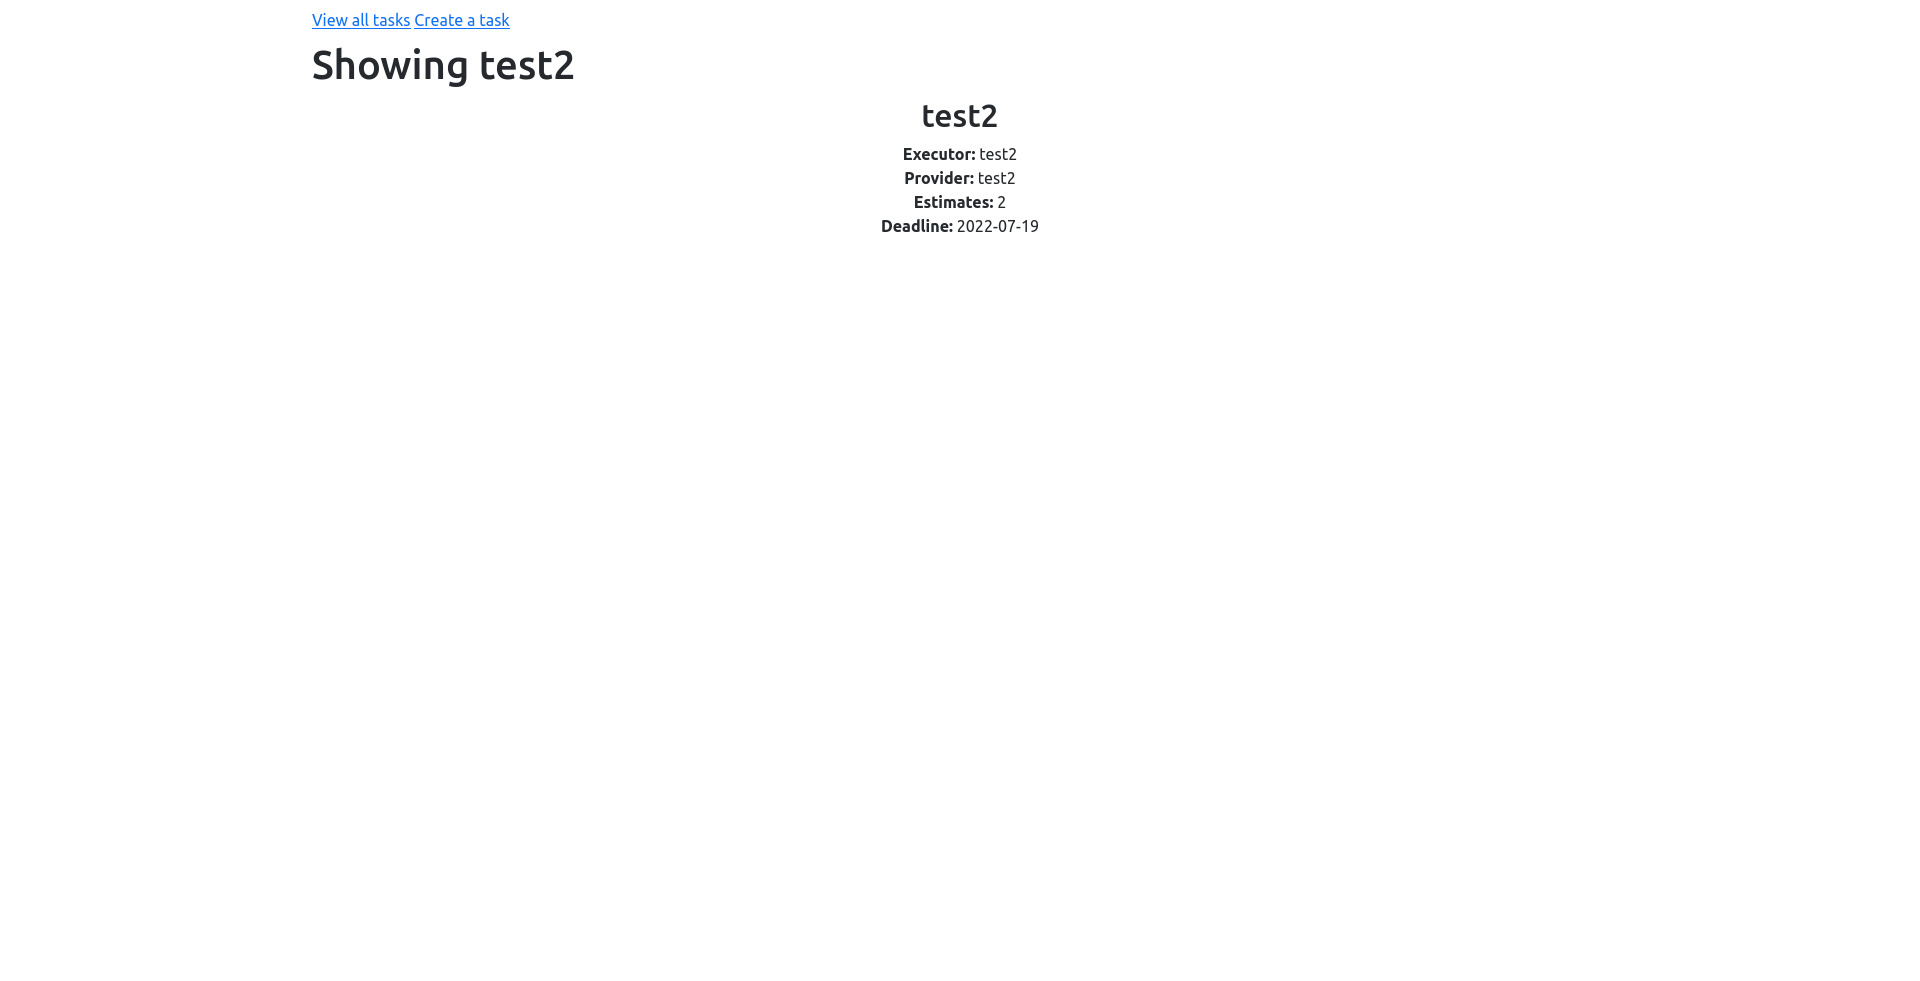 View all tasks Create a task
Showing test2
test2
Executor: test2
Provider: test2
Estimates: 2
Deadline: 2022-07-19